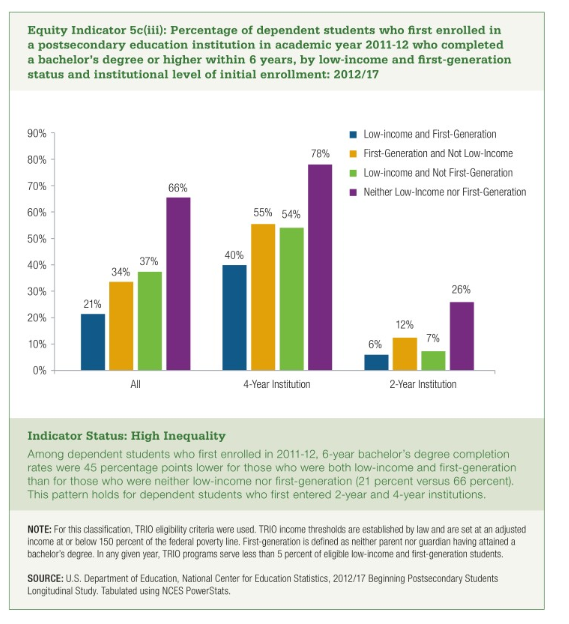 Equity Indicator 5c(iii): Percentage of dependent students who first enrolled in
a postsecondary education institution in academic year 2011-12 who completed
a bachelor's degree or higher within 6 years, by low-income and first-generation
status and institutional level of initial enrollment: 2012/17
90%
80%
70%
60%
50%
40%
30%
20%
10%
0%
Low-income and First-Generation
First-Generation and Not Low-Income
Low-income and Not First-Generation
Neither Low-Income nor First-Generation
21%
34%
37%
66%
40%
55%
54%
78%
6%
12%
7%
26%
All
4-Year Institution
2-Year Institution
Indicator Status: High Inequality
Among dependent students who first enrolled in 2011-12, 6-year bachelor's degree completion
rates were 45 percentage points lower for those who were both low-income and first-generation
than for those who were neither low-income nor first-generation (21 percent versus 66 percent).
This pattern holds for dependent students who first entered 2-year and 4-year institutions.
NOTE: For this classification, TRIO eligibility criteria were used. TRIO income thresholds are established by law and are set at an adjusted
income at or below 150 percent of the federal poverty line. First-generation is defined as neither parent nor guardian having attained a
bachelor's degree. In any given year, TRIO programs serve less than 5 percent of eligible low-income and first-generation students.
SOURCE: U.S. Department of Education, National Center for Education Statistics, 2012/17 Beginning Postsecondary Students
Longitudinal Study. Tabulated using NCES PowerStats.